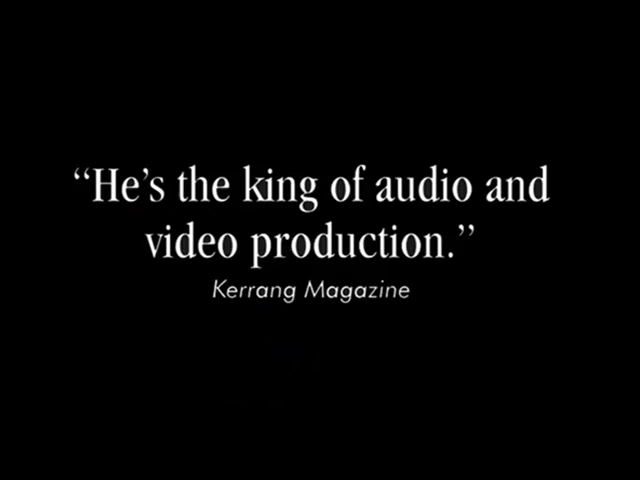 “He’s the king of audio and
video production.”
Kerrang Magazine